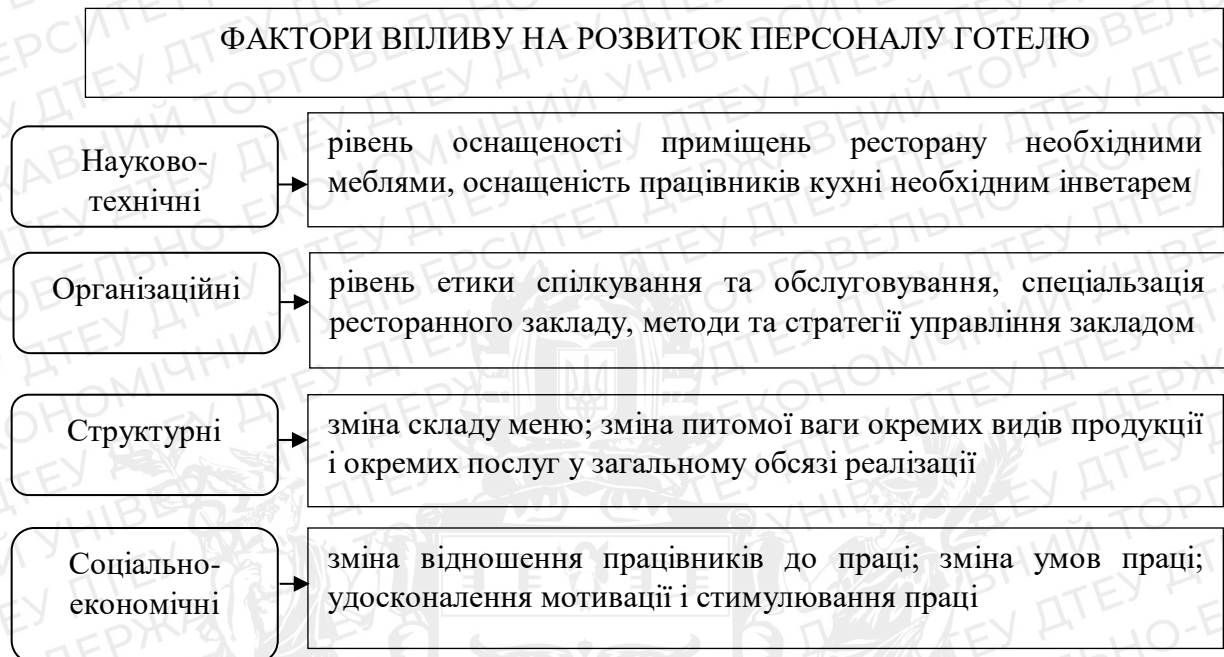 ФАКТОРИ ВПЛИВУ НА РОЗВИТОК ПЕРСОНАЛУ ГОТЕЛЮ
Науково-
технічні
рівень оснащеності приміщень ресторану необхідними
меблями, оснащеність працівників кухні необхідним інветарем
Організаційні
рівень етики спілкування та обслуговування, спеціальзація
ресторанного закладу, методи та стратегії управління закладом
Структурні
зміна складу меню; зміна питомої ваги окремих видів продукції
і окремих послуг у загальному обсязі реалізації
Соціально-
економічні
зміна відношення працівників до праці; зміна умов праці;
удосконалення мотивації і стимулювання праці